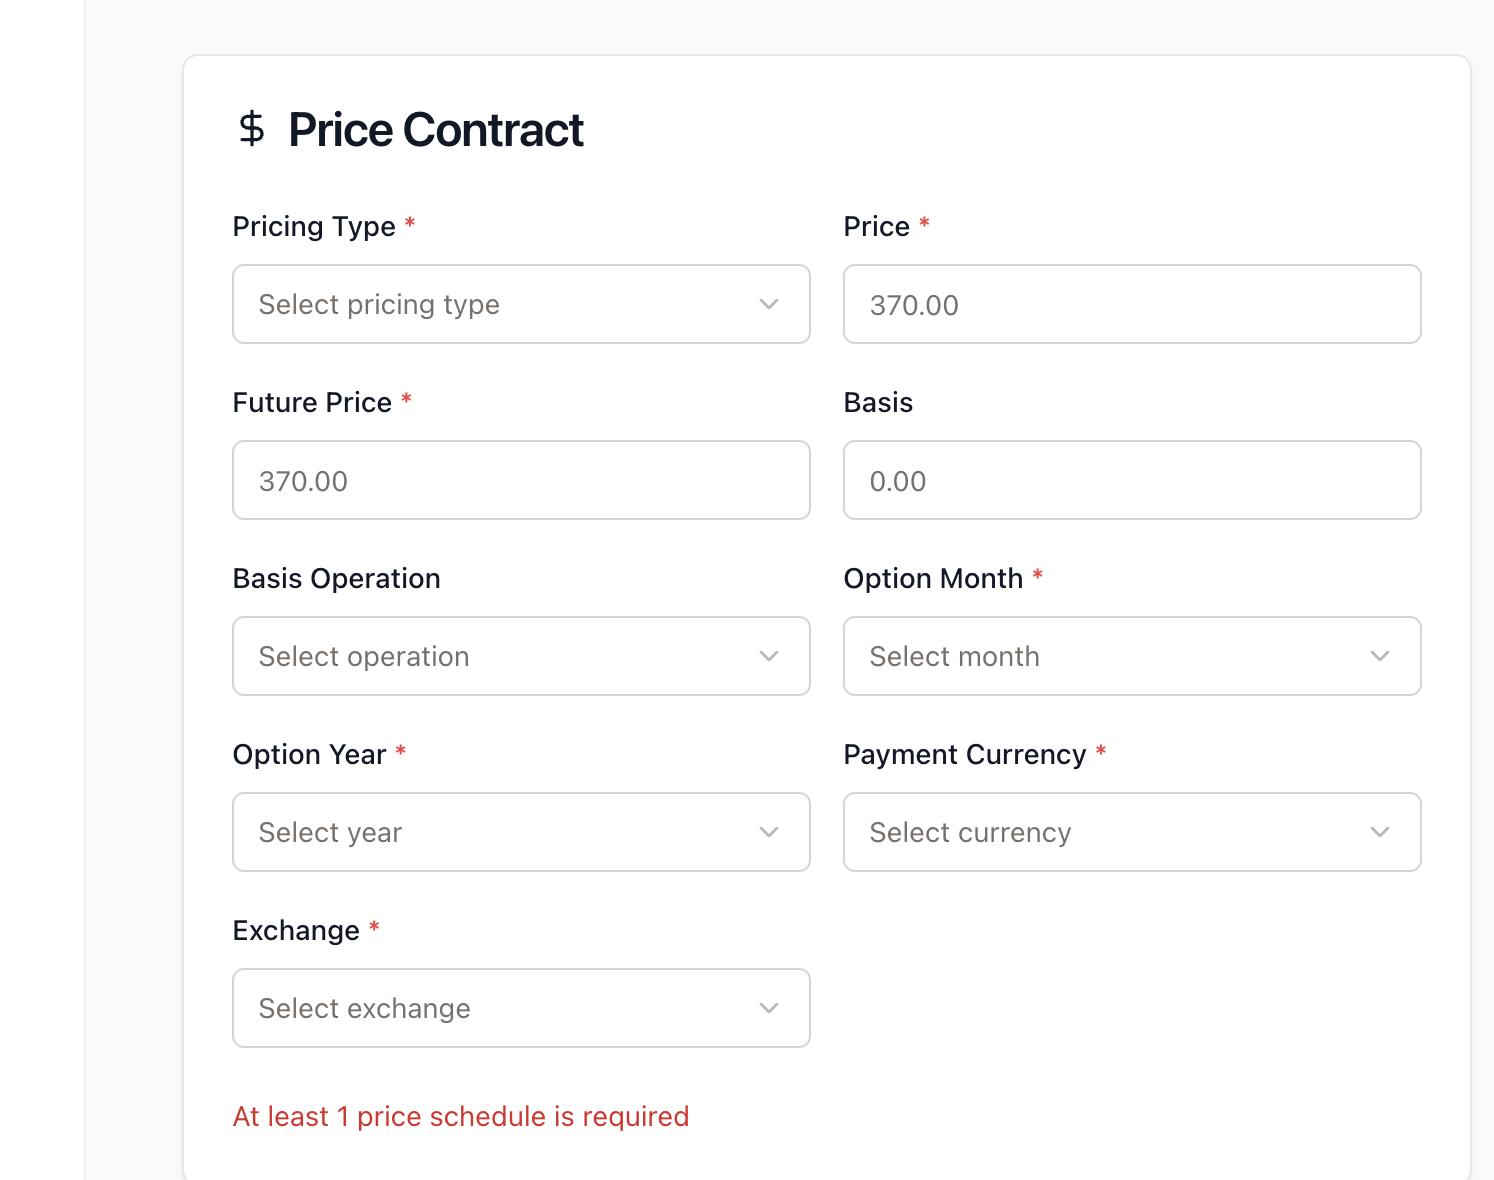 $ Price Contract
Pricing Type *
Price *
Select pricing type
370.00
Future Price *
Basis
370.00
0.00
Basis Operation
Option Month *
Select operation
Select month
Option Year *
Payment Currency *
Select year
Select currency
Exchange *
Select exchange
At least 1 price schedule is required